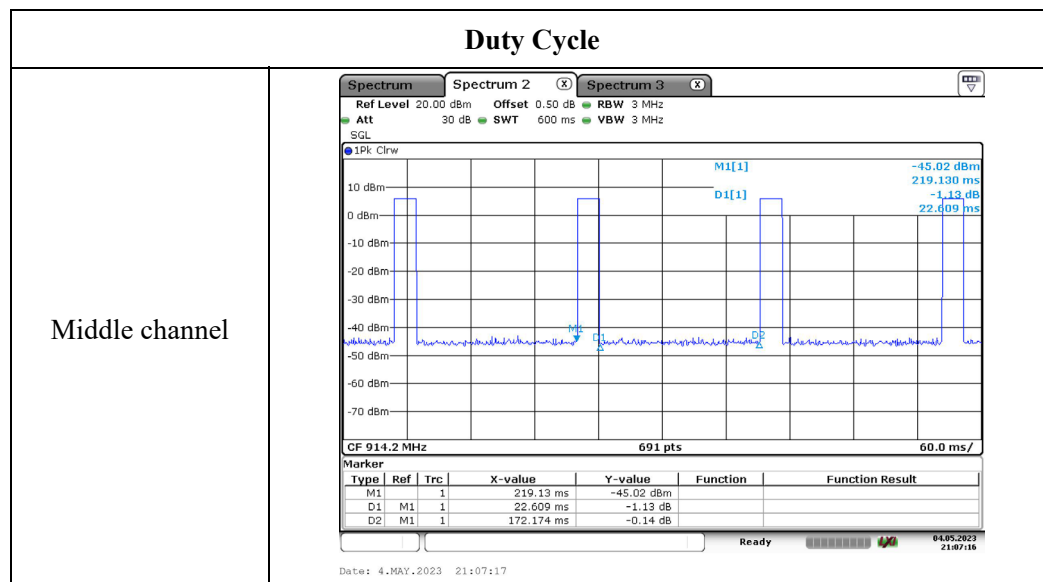 Duty Cycle
Middle channel
Spectrum Spectrum 2 X Spectrum 3 X
Ref Level 20.00 dBm Offset 0.50 dB RBW 3 MHz
Att 30 dB SWT 600 ms VBW 3 MHz
SGL
1Pk Clrw
M1[1] -45.02 dBm
219.130 ms
D1[1] -1.13 dB
22.609 ms
10 dBm
0 dBm
-10 dBm
-20 dBm
-30 dBm
-40 dBm
M1 D1 D2
-50 dBm
-60 dBm
-70 dBm
CF 914.2 MHz 691 pts 60.0 ms/
Marker
Type Ref Trc X-value Y-value Function Function Result
M1 1 219.13 ms -45.02 dBm
D1 M1 1 22.609 ms -1.13 dB
D2 M1 1 172.174 ms -0.14 dB
Ready LXI 04.05.2023
21:07:16
Date: 4.MAY.2023 21:07:17